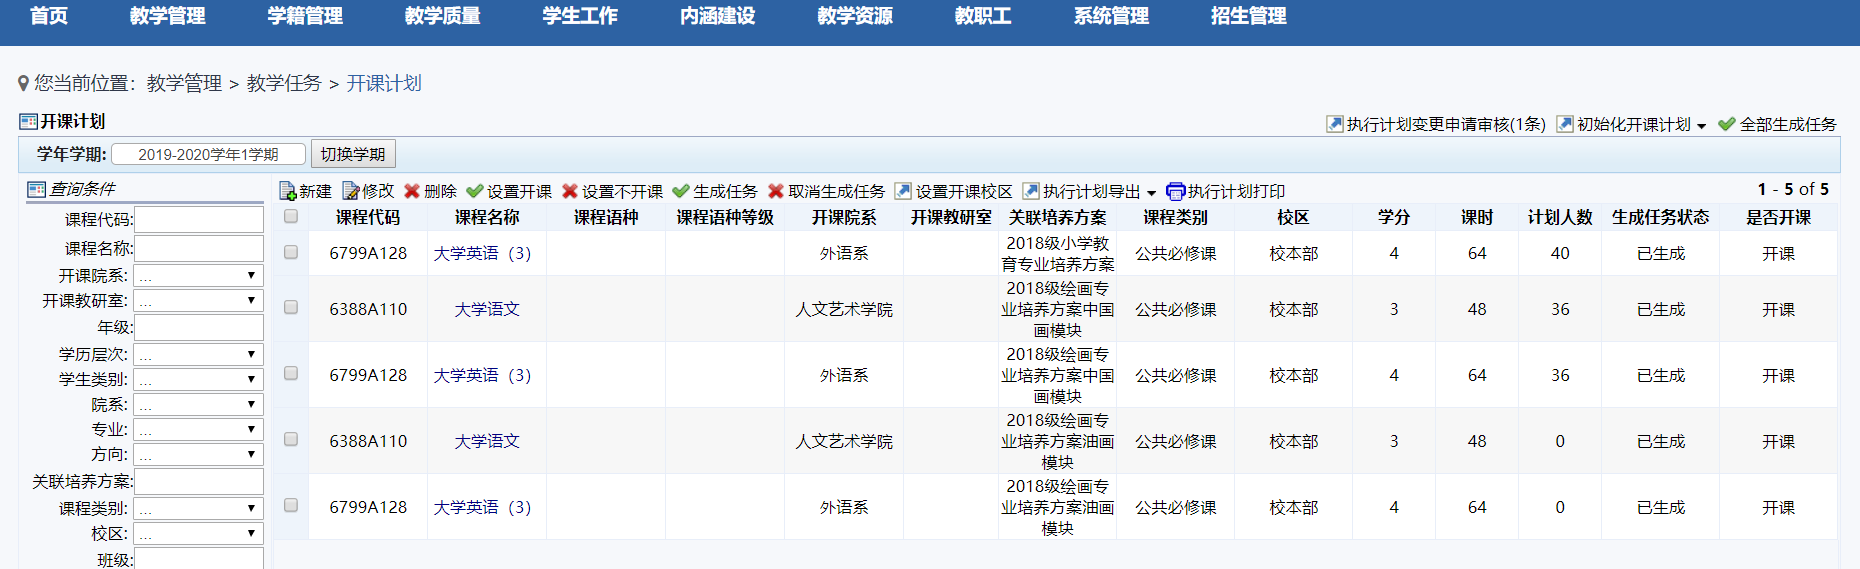 首页 教学管理 学籍管理 教学质量 学生工作 内涵建设 教学资源 教职工 系统管理 招生管理
您当前位置：教学管理 > 教学任务 > 开课计划
开课计划
执行计划变更申请审核(1条) 初始化开课计划 全部生成任务
学年学期: 2019-2020学年1学期 切换学期
查询条件
课程代码:
课程名称:
开课院系: ...
开课教研室: ...
年级:
学历层次: ...
学生类别: ...
院系: ...
专业: ...
方向: ...
关联培养方案:
课程类别: ...
校区: ...
班级:
新建 修改 删除 设置开课 设置不开课 生成任务 取消生成任务 设置开课校区 执行计划导出 执行计划打印 1 - 5 of 5
课程代码 课程名称 课程语种 课程语种等级 开课院系 开课教研室 关联培养方案 课程类别 校区 学分 课时 计划人数 生成任务状态 是否开课
6799A128 大学英语（3） 外语系 2018级小学教育专业培养方案 公共必修课 校本部 4 64 40 已生成 开课
6388A110 大学语文 人文艺术学院 2018级绘画专业培养方案中国画模块 公共必修课 校本部 3 48 36 已生成 开课
6799A128 大学英语（3） 外语系 2018级绘画专业培养方案中国画模块 公共必修课 校本部 4 64 36 已生成 开课
6388A110 大学语文 人文艺术学院 2018级绘画专业培养方案油画模块 公共必修课 校本部 3 48 0 已生成 开课
6799A128 大学英语（3） 外语系 2018级绘画专业培养方案油画模块 公共必修课 校本部 4 64 0 已生成 开课